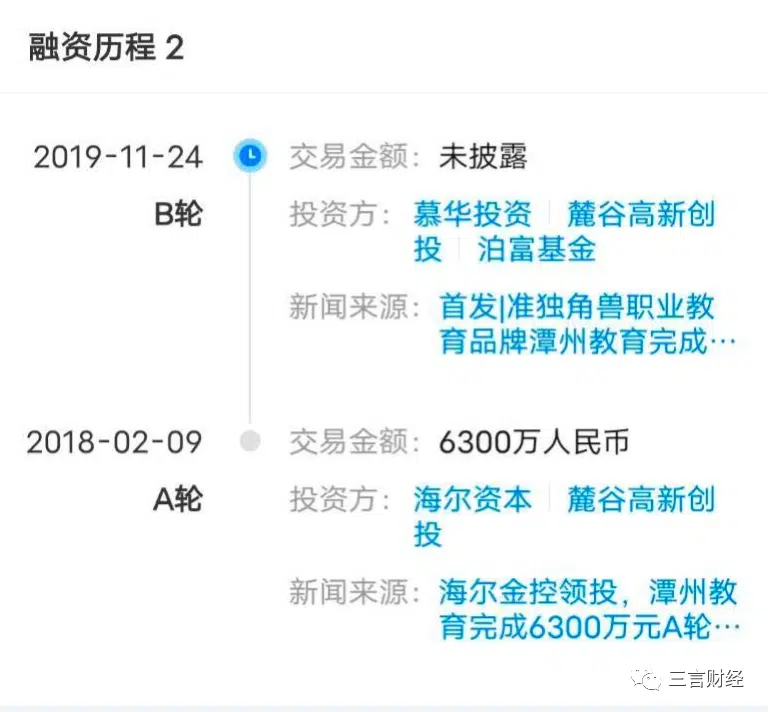 融资历程 2
2019-11-24 交易金额： 未披露
B轮 投资方： 慕华投资 麓谷高新创
投 泊富基金
新闻来源： 首发|准独角兽职业教
育品牌潭州教育完成…
2018-02-09 交易金额： 6300万人民币
A轮 投资方： 海尔资本 麓谷高新创
投
新闻来源： 海尔金控领投，潭州教
育完成6300万元A轮…
三言财经